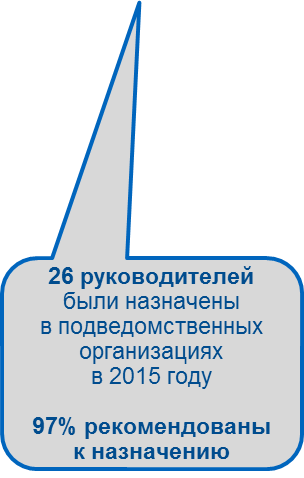 26 руководителей
были назначены
в подведомственных
организациях
в 2015 году
97% рекомендованы
к назначению